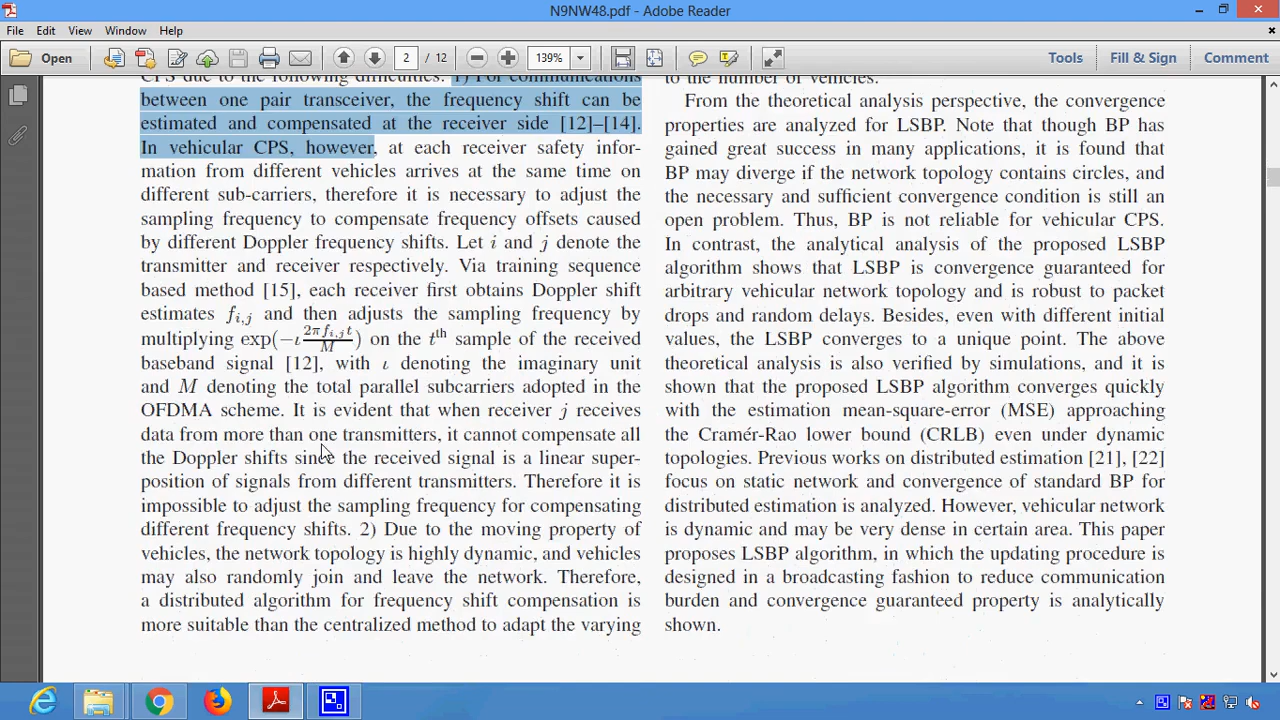 N9NW48.pdf - Adobe Reader
File Edit View Window Help
Open 2 / 12 139% Tools Fill & Sign Comment
CPS due to the following difficulties. 1) For communications
between one pair transceiver, the frequency shift can be
estimated and compensated at the receiver side [12]–[14].
In vehicular CPS, however, at each receiver safety infor-
mation from different vehicles arrives at the same time on
different sub-carriers, therefore it is necessary to adjust the
sampling frequency to compensate frequency offsets caused
by different Doppler frequency shifts. Let i and j denote the
transmitter and receiver respectively. Via training sequence
based method [15], each receiver first obtains Doppler shift
estimates f_{i,j} and then adjusts the sampling frequency by
multiplying exp(−ι 2πf_{i,j}t / M) on the t^th sample of the received
baseband signal [12], with ι denoting the imaginary unit
and M denoting the total parallel subcarriers adopted in the
OFDMA scheme. It is evident that when receiver j receives
data from more than one transmitters, it cannot compensate all
the Doppler shifts since the received signal is a linear super-
position of signals from different transmitters. Therefore it is
impossible to adjust the sampling frequency for compensating
different frequency shifts. 2) Due to the moving property of
vehicles, the network topology is highly dynamic, and vehicles
may also randomly join and leave the network. Therefore,
a distributed algorithm for frequency shift compensation is
more suitable than the centralized method to adapt the varying
to the number of vehicles.
From the theoretical analysis perspective, the convergence
properties are analyzed for LSBP. Note that though BP has
gained great success in many applications, it is found that
BP may diverge if the network topology contains circles, and
the necessary and sufficient convergence condition is still an
open problem. Thus, BP is not reliable for vehicular CPS.
In contrast, the analytical analysis of the proposed LSBP
algorithm shows that LSBP is convergence guaranteed for
arbitrary vehicular network topology and is robust to packet
drops and random delays. Besides, even with different initial
values, the LSBP converges to a unique point. The above
theoretical analysis is also verified by simulations, and it is
shown that the proposed LSBP algorithm converges quickly
with the estimation mean-square-error (MSE) approaching
the Cramér-Rao lower bound (CRLB) even under dynamic
topologies. Previous works on distributed estimation [21], [22]
focus on static network and convergence of standard BP for
distributed estimation is analyzed. However, vehicular network
is dynamic and may be very dense in certain area. This paper
proposes LSBP algorithm, in which the updating procedure is
designed in a broadcasting fashion to reduce communication
burden and convergence guaranteed property is analytically
shown.